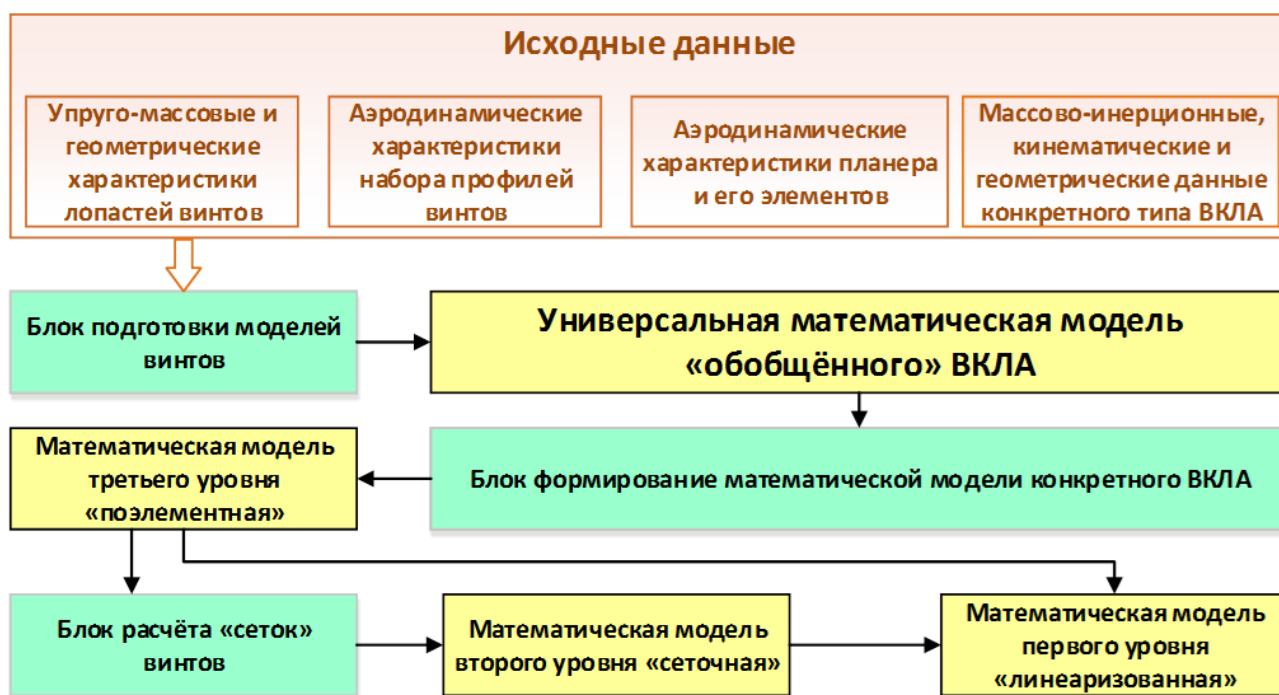 Исходные данные
Упруго-массовые и
геометрические
характеристики
лопастей винтов
Аэродинамические
характеристики
набора профилей
винтов
Аэродинамические
характеристики планера
и его элементов
Массово-инерционные,
кинематические и
геометрические данные
конкретного типа ВКЛА
Блок подготовки моделей
винтов
Универсальная математическая модель
«обобщённого» ВКЛА
Математическая модель
третьего уровня
«поэлементная»
Блок формирование математической модели конкретного ВКЛА
Блок расчёта «сеток»
винтов
Математическая модель
второго уровня «сеточная»
Математическая модель
первого уровня
«линеаризованная»